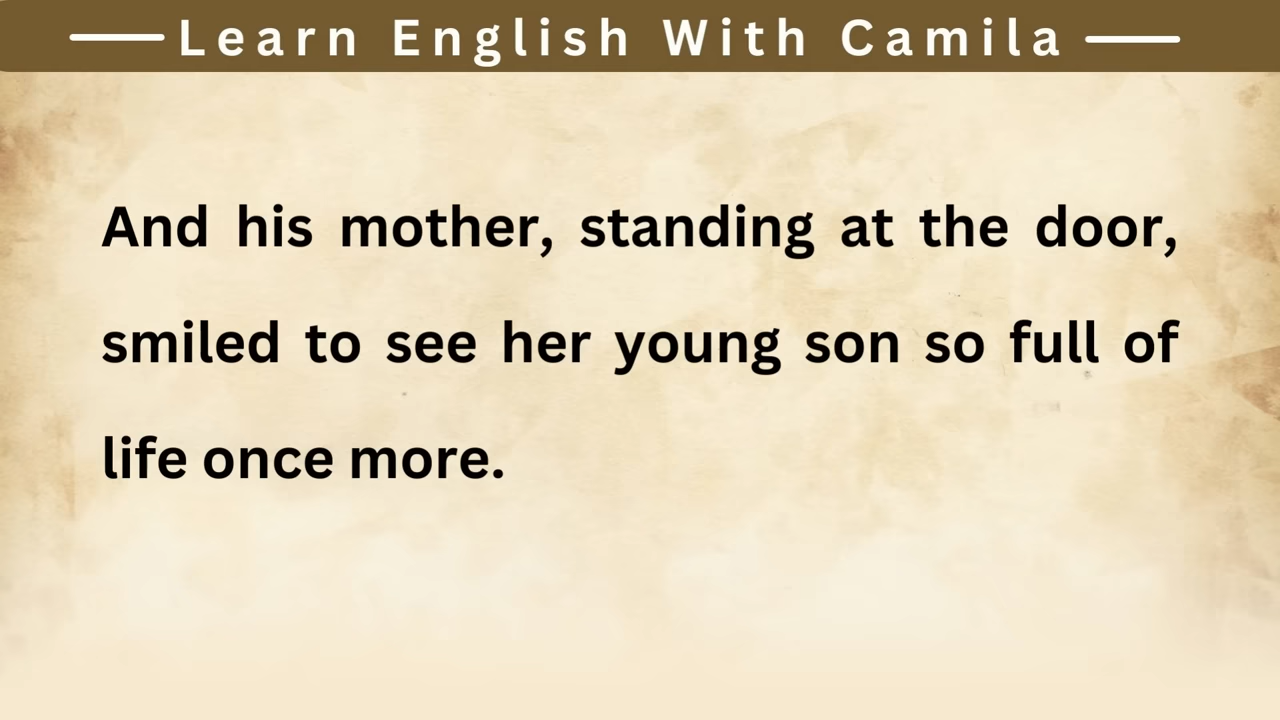 Learn English With Camila
And his mother, standing at the door,
smiled to see her young son so full of
life once more.